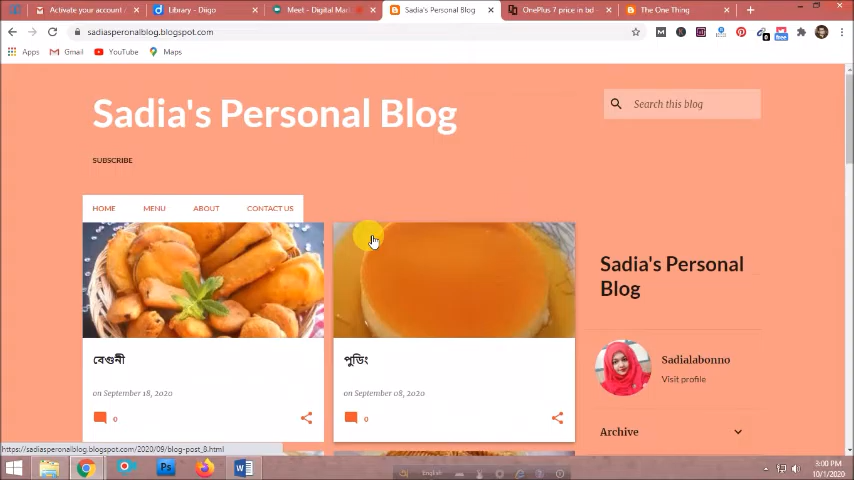 Activate your account /
Library - Diigo
Meet - Digital Mar
Sadia's Personal Blog
OnePlus 7 price in bd -
The One Thing
sadiasperonalblog.blogspot.com
Apps
Gmail
YouTube
Maps
Sadia's Personal Blog
Search this blog
SUBSCRIBE
HOME
MENU
ABOUT
CONTACT US
বেগুনী
on September 18, 2020
0
পুডিং
on September 08, 2020
0
Sadia's Personal
Blog
Sadialabonno
Visit profile
Archive
https://sadiasperonalblog.blogspot.com/2020/09/blog-post_8.html
English
3:00 PM
10/1/2020